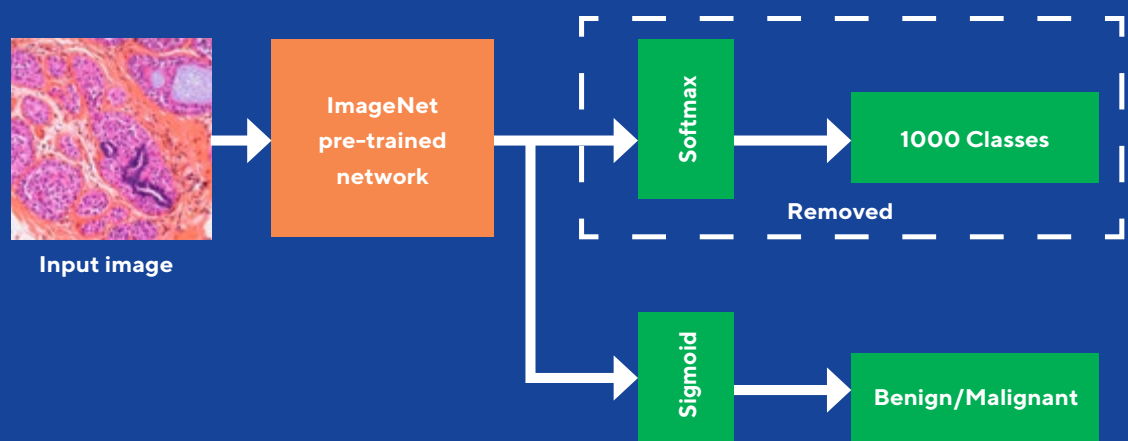 Input image
ImageNet
pre-trained
network
Softmax
1000 Classes
Removed
Sigmoid
Benign/Malignant